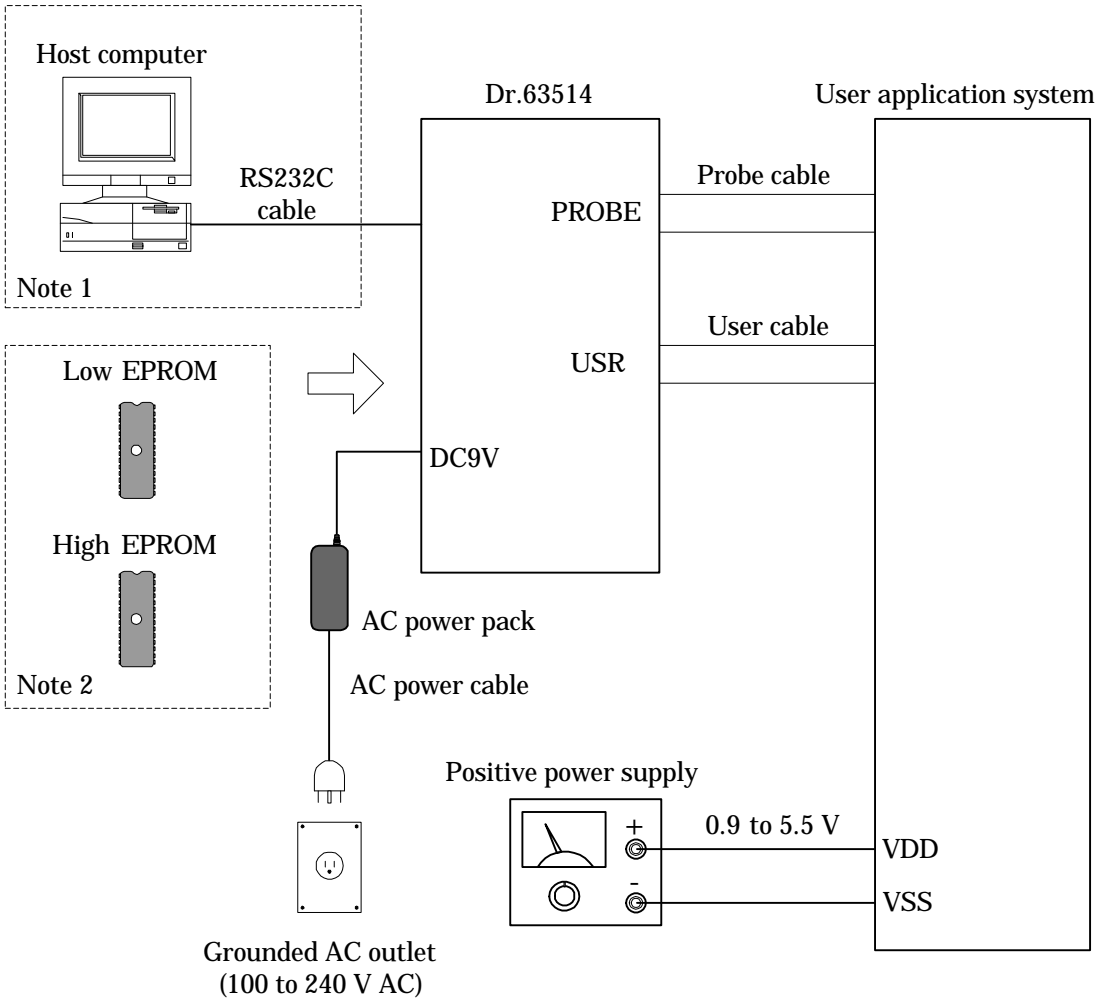 Host computer
RS232C
cable
Note 1
Dr.63514
User application system
PROBE
Probe cable
USR
User cable
Low EPROM
High EPROM
Note 2
DC9V
AC power pack
AC power cable
Grounded AC outlet
(100 to 240 V AC)
Positive power supply
+
-
0.9 to 5.5 V
VDD
VSS